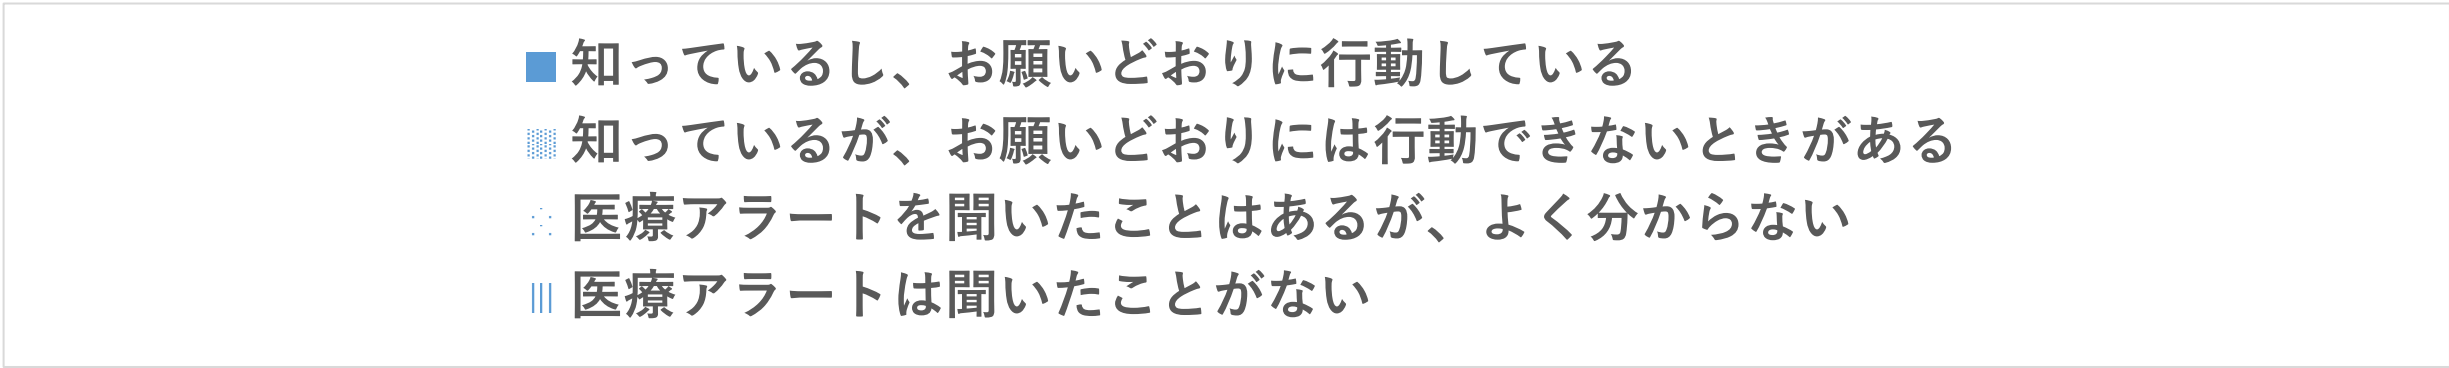 知っているし、お願いどおりに行動している
知っているが、お願いどおりには行動できないときがある
医療アラートを聞いたことはあるが、よく分からない
医療アラートは聞いたことがない